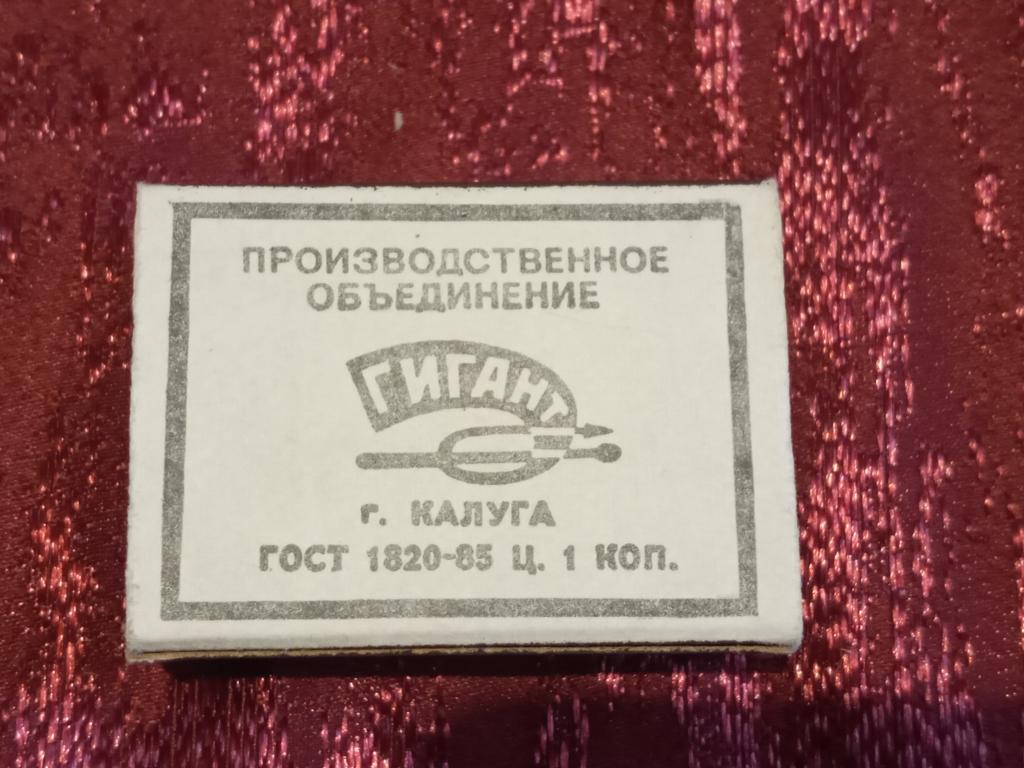 ПРОИЗВОДСТВЕННОЕ
ОБЪЕДИНЕНИЕ
ГИГАНТ
г. КАЛУГА
ГОСТ 1820-85 Ц. 1 КОП.